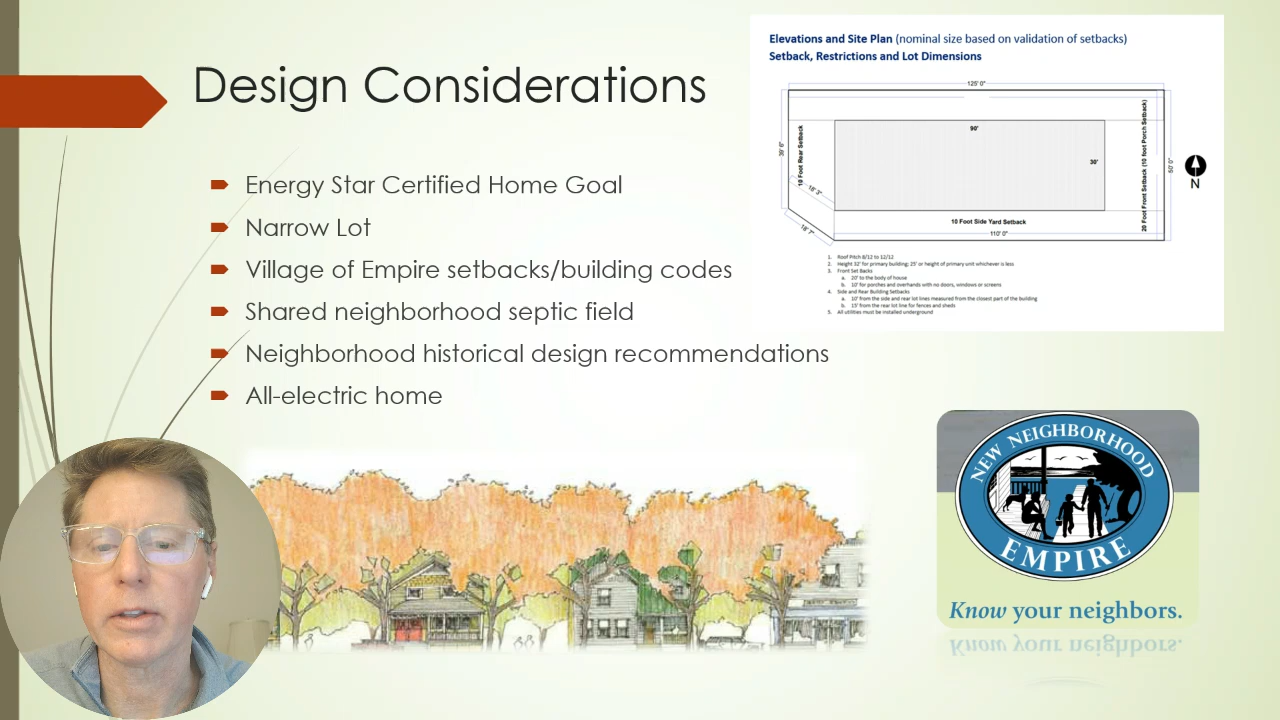 Design Considerations
Energy Star Certified Home Goal
Narrow Lot
Village of Empire setbacks/building codes
Shared neighborhood septic field
Neighborhood historical design recommendations
All-electric home
Elevations and Site Plan (nominal size based on validation of setbacks)
Setback, Restrictions and Lot Dimensions
125' 0"
39' 6"
10 Foot Rear Setback
90'
30'
20 Foot Front Setback (10 foot Porch Setback)
50' 0"
N
18' 3"
18' 7"
10 Foot Side Yard Setback
110' 0"
1. Roof Pitch 8/12 to 12/12
2. Height 32' for primary building; 25' or height of primary unit whichever is less
3. Front Set Backs
a. 20' to the body of house
b. 10' for porches and overhands with no doors, windows or screens
4. Side and Rear Building Setbacks
a. 10' from the side and rear lot lines measured from the closest part of the building
b. 15' from the rear lot line for fences and sheds
5. All utilities must be installed underground
NEW NEIGHBORHOOD
EMPIRE
Know your neighbors.